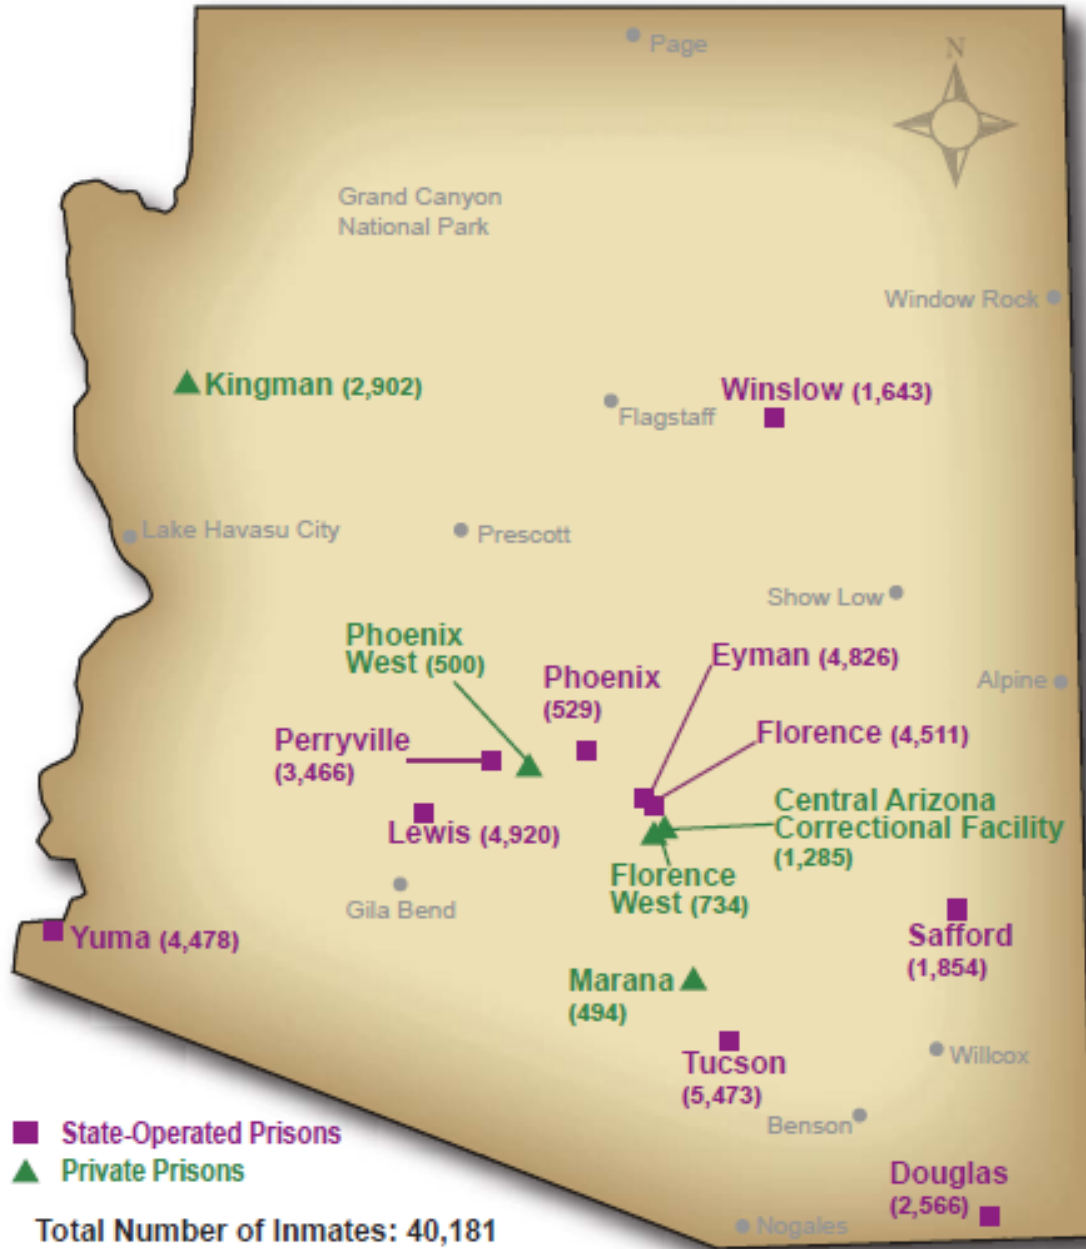 Page
N
Grand Canyon
National Park
Window Rock
Kingman (2,902)
Winslow (1,643)
Flagstaff
Lake Havasu City
Prescott
Show Low
Phoenix
West (500)
Eyman (4,826)
Phoenix
(529)
Alpine
Perryville
(3,466)
Florence (4,511)
Central Arizona
Correctional Facility
(1,285)
Lewis (4,920)
Florence
West (734)
Gila Bend
Yuma (4,478)
Safford
(1,854)
Marana
(494)
Tucson
(5,473)
Willcox
Benson
State-Operated Prisons
Private Prisons
Douglas
(2,566)
Nogales
Total Number of Inmates: 40,181